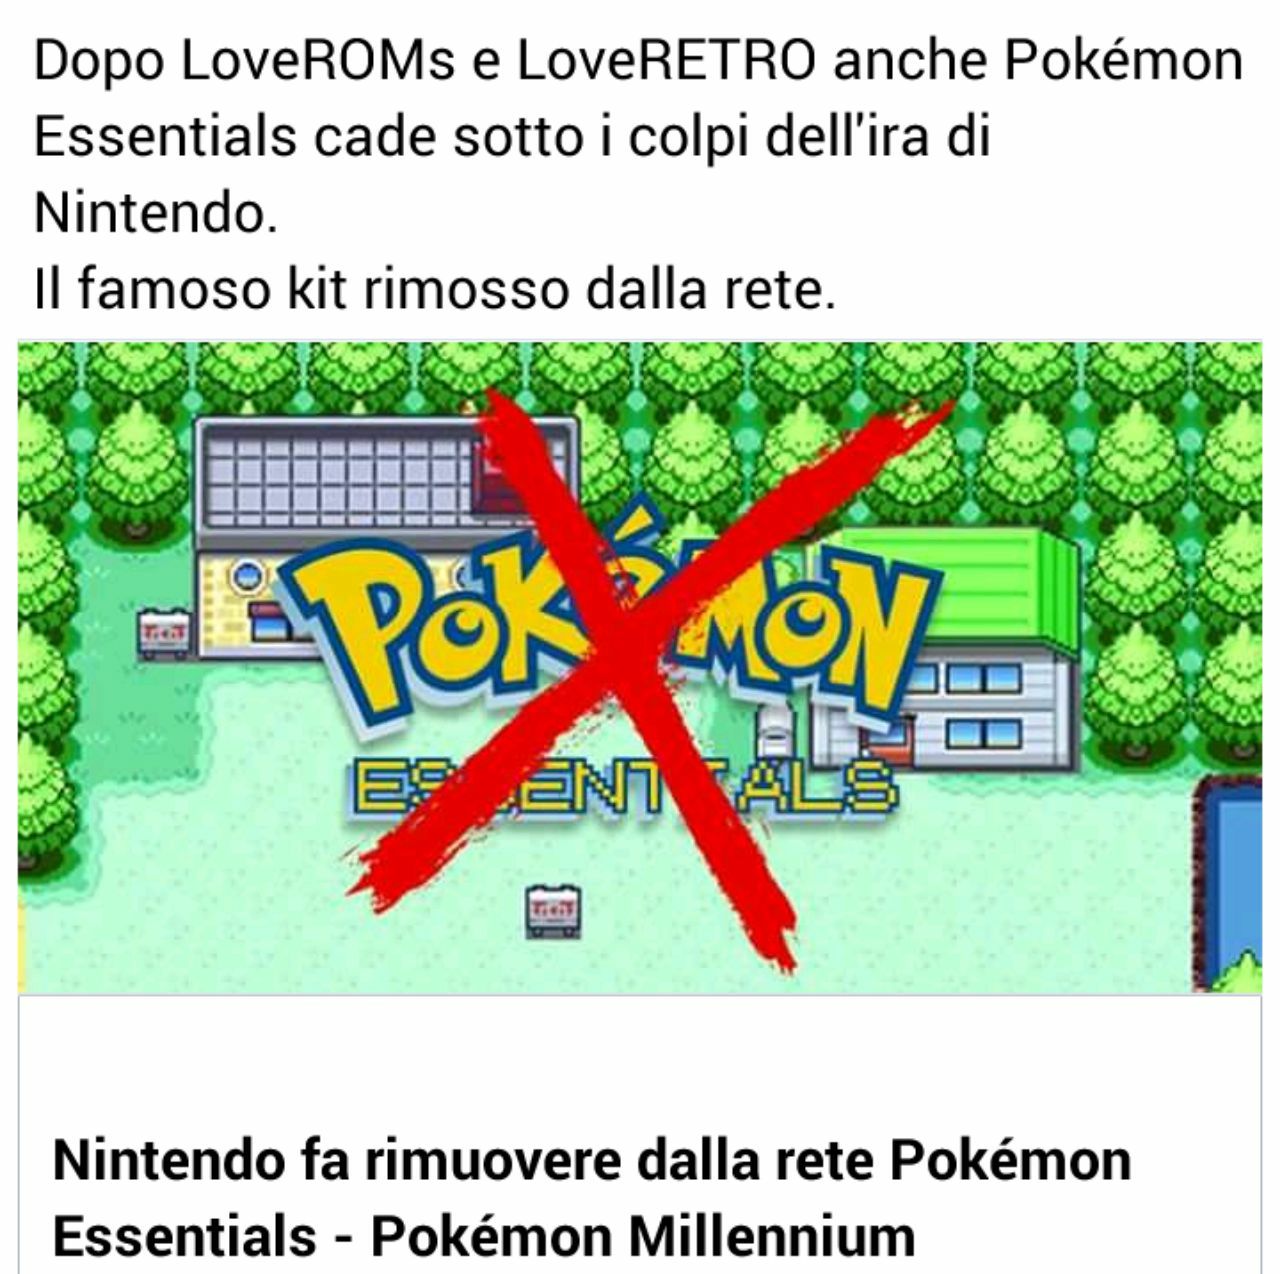 Dopo LoveROMs e LoveRETRO anche Pokémon
Essentials cade sotto i colpi dell'ira di
Nintendo.
Il famoso kit rimosso dalla rete.
POKéMON
ESSENTIALS
Nintendo fa rimuovere dalla rete Pokémon
Essentials - Pokémon Millennium